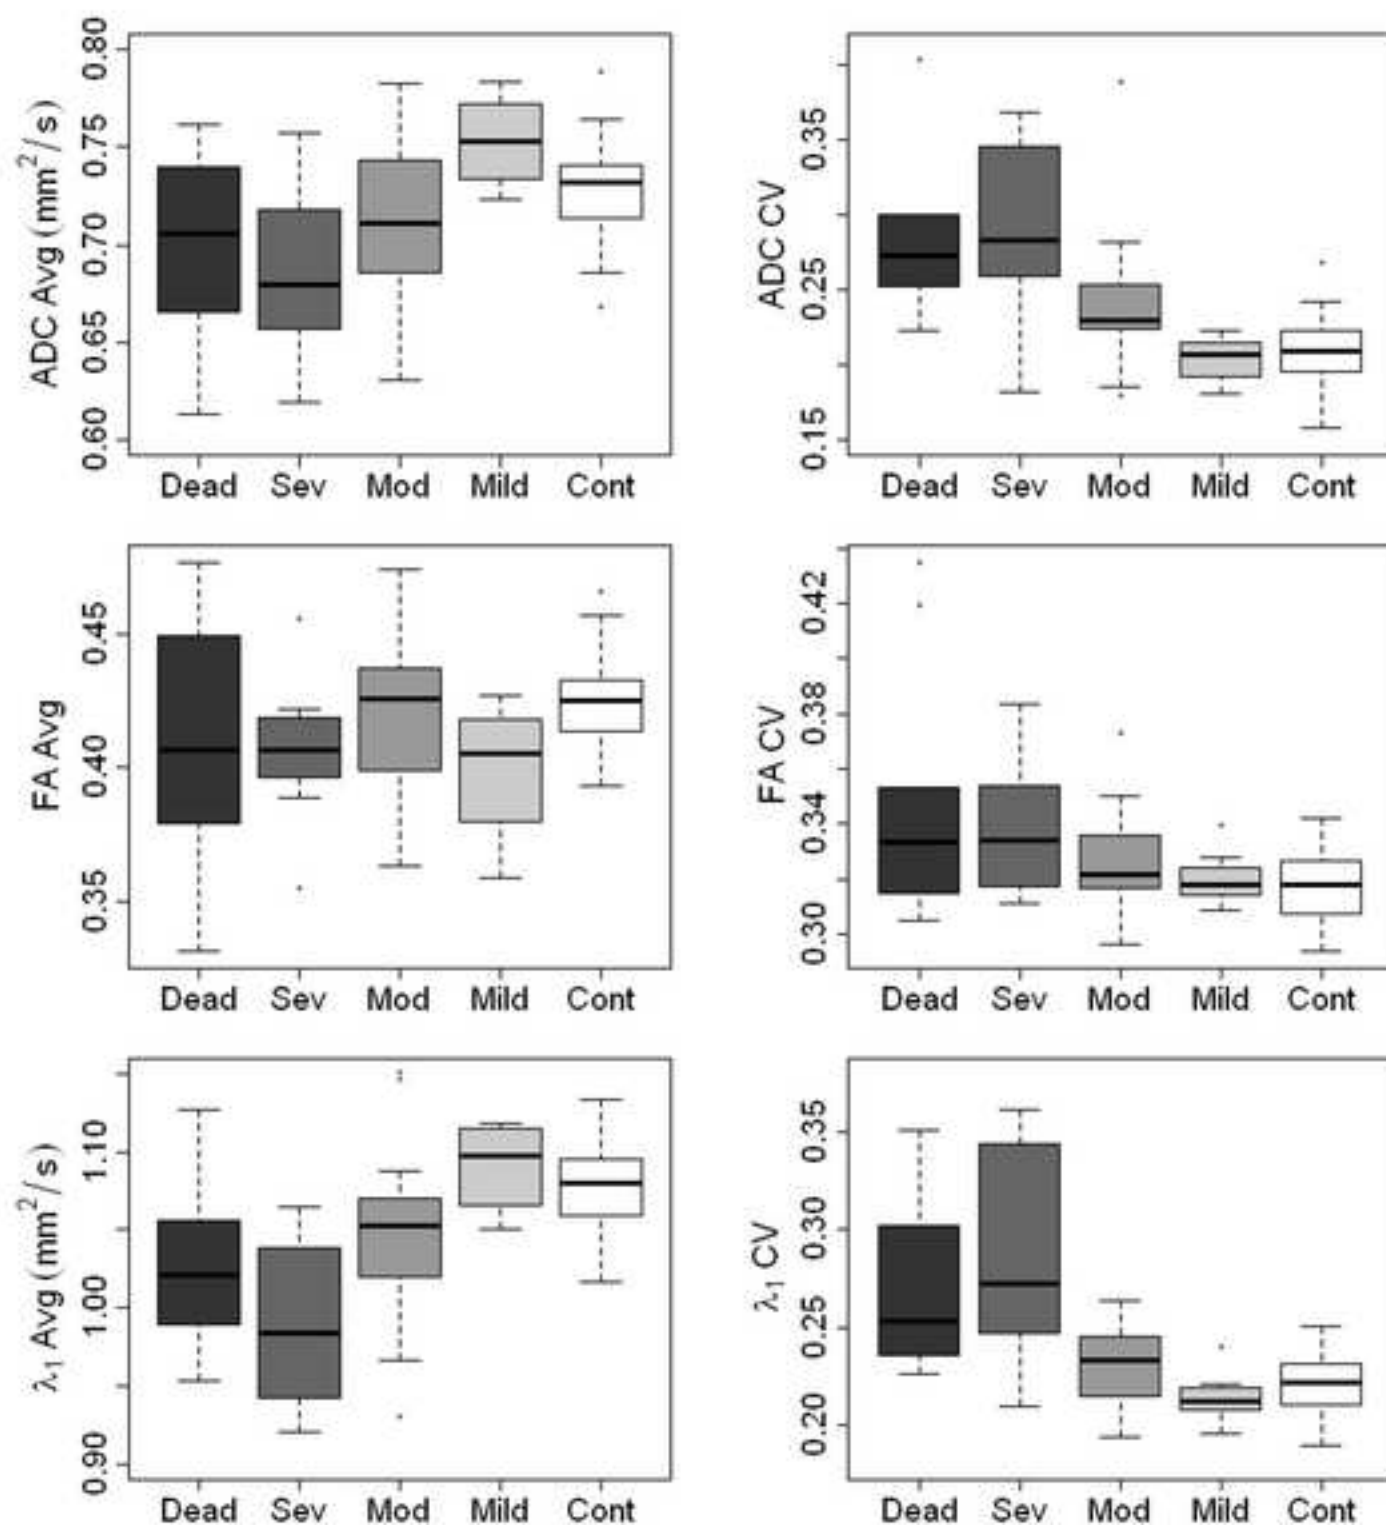 ADC Avg (mm²/s)
0.80
0.75
0.70
0.65
0.60
Dead Sev Mod Mild Cont
ADC CV
0.35
0.25
0.15
Dead Sev Mod Mild Cont
FA Avg
0.45
0.40
0.35
Dead Sev Mod Mild Cont
FA CV
0.42
0.38
0.34
0.30
Dead Sev Mod Mild Cont
λ₁ Avg (mm²/s)
1.10
1.00
0.90
Dead Sev Mod Mild Cont
λ₁ CV
0.35
0.30
0.25
0.20
Dead Sev Mod Mild Cont